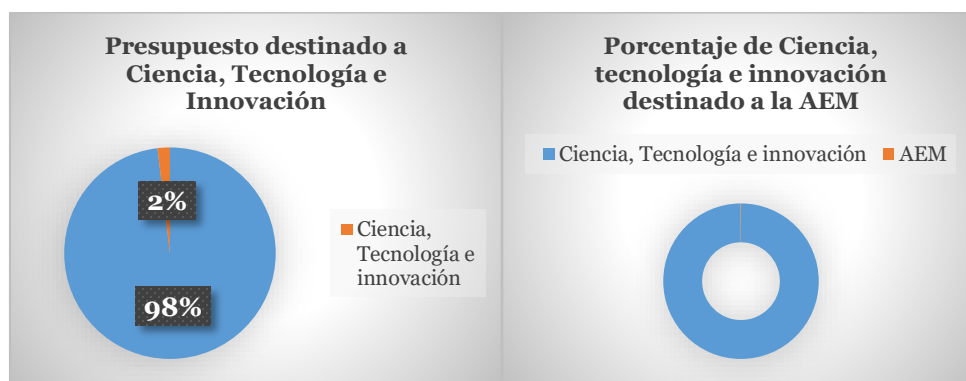 Presupuesto destinado a
Ciencia, Tecnología e
Innovación
2%
98%
Ciencia,
Tecnología e
innovación
Porcentaje de Ciencia,
tecnología e innovación
destinado a la AEM
Ciencia, Tecnología e innovación AEM